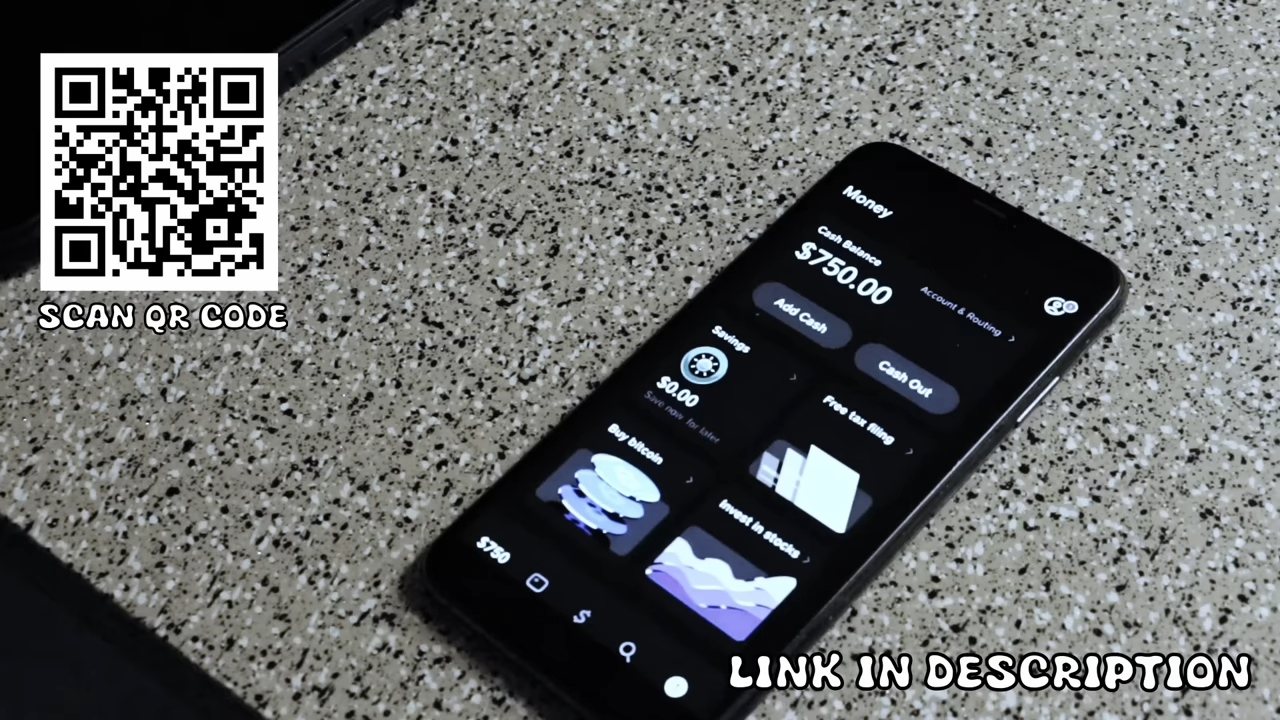 SCAN QR CODE
Money
Cash Balance
$750.00
Account & Routing
Add Cash
Cash Out
Savings
$0.00
Save now for later
Free tax filing
Buy bitcoin
Invest in stocks
$750
$
LINK IN DESCRIPTION